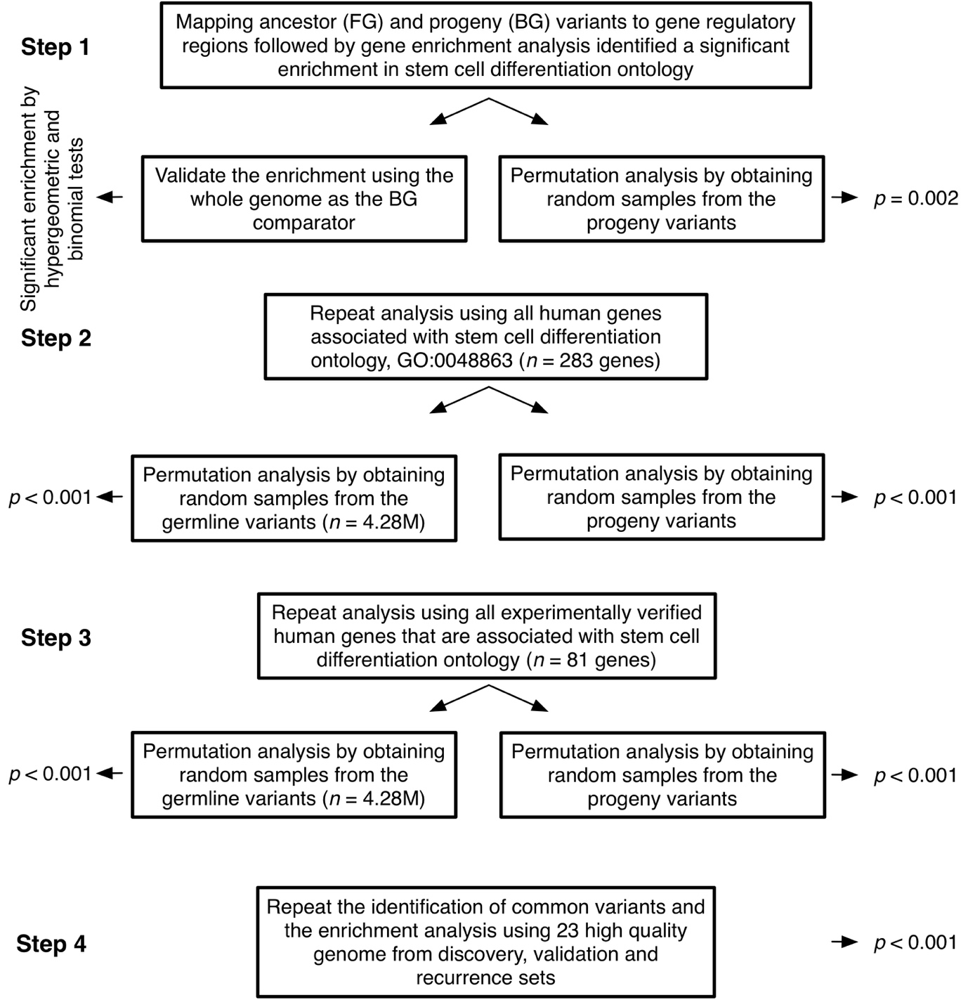 Step 1
Mapping ancestor (FG) and progeny (BG) variants to gene regulatory
regions followed by gene enrichment analysis identified a significant
enrichment in stem cell differentiation ontology
Significant enrichment by
hypergeometric and
binomial tests
Validate the enrichment using the
whole genome as the BG
comparator
Permutation analysis by obtaining
random samples from the
progeny variants
p = 0.002
Step 2
Repeat analysis using all human genes
associated with stem cell differentiation
ontology, GO:0048863 (n = 283 genes)
p < 0.001
Permutation analysis by obtaining
random samples from the
germline variants (n = 4.28M)
Permutation analysis by obtaining
random samples from the
progeny variants
p < 0.001
Step 3
Repeat analysis using all experimentally verified
human genes that are associated with stem cell
differentiation ontology (n = 81 genes)
p < 0.001
Permutation analysis by obtaining
random samples from the
germline variants (n = 4.28M)
Permutation analysis by obtaining
random samples from the
progeny variants
p < 0.001
Step 4
Repeat the identification of common variants and
the enrichment analysis using 23 high quality
genome from discovery, validation and
recurrence sets
p < 0.001